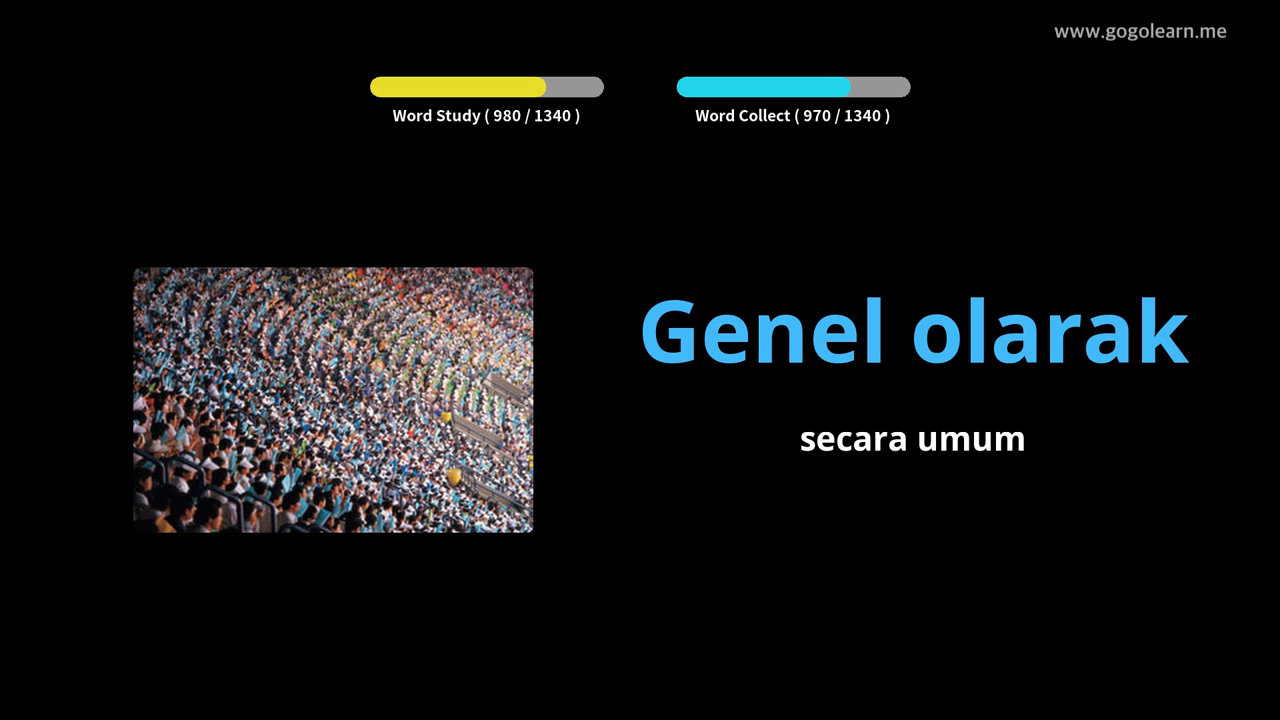 www.gogolearn.me
Word Study ( 980 / 1340 )
Word Collect ( 970 / 1340 )
Genel olarak
secara umum